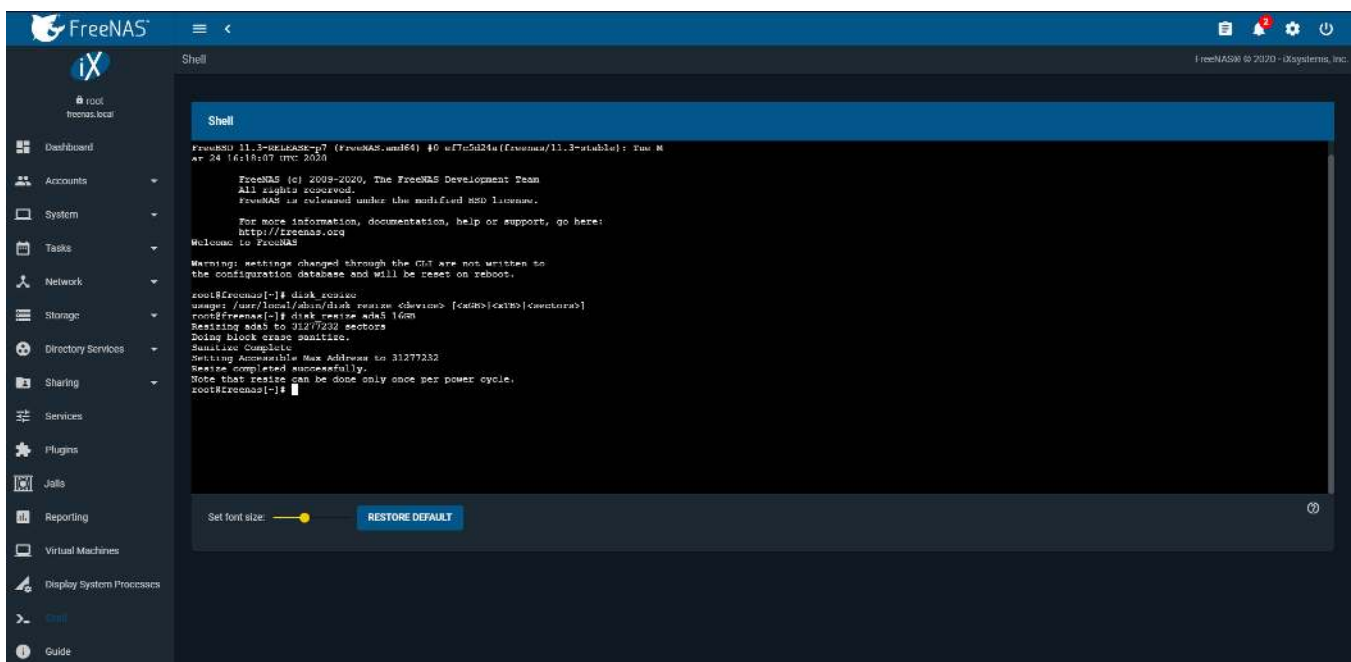 FreeNAS®
2
iX
Shell
FreeNAS® © 2020 - iXsystems, Inc.
root
freenas.local
Dashboard
Accounts
System
Tasks
Network
Storage
Directory Services
Sharing
Services
Plugins
Jails
Reporting
Virtual Machines
Display System Processes
Shell
Guide
Shell
FreeBSD 11.3-RELEASE-p7 (FreeNAS.amd64) #0 ef7c5d24a(freenas/11.3-stable): Tue M
ar 24 16:18:07 UTC 2020
FreeNAS (c) 2009-2020, The FreeNAS Development Team
All rights reserved.
FreeNAS is released under the modified BSD license.
For more information, documentation, help or support, go here:
http://freenas.org
Welcome to FreeNAS
Warning: settings changed through the CLI are not written to
the configuration database and will be reset on reboot.
root@freenas[~]# disk_resize
usage: /usr/local/sbin/disk_resize <device> [<xGB>|<xTB>|<sectors>]
root@freenas[~]# disk_resize ada5 16GB
Resizing ada5 to 31277232 sectors
Doing block erase sanitize.
Sanitize Complete
Setting Accessible Max Address to 31277232
Resize completed successfully.
Note that resize can be done only once per power cycle.
root@freenas[~]#
Set font size:
RESTORE DEFAULT